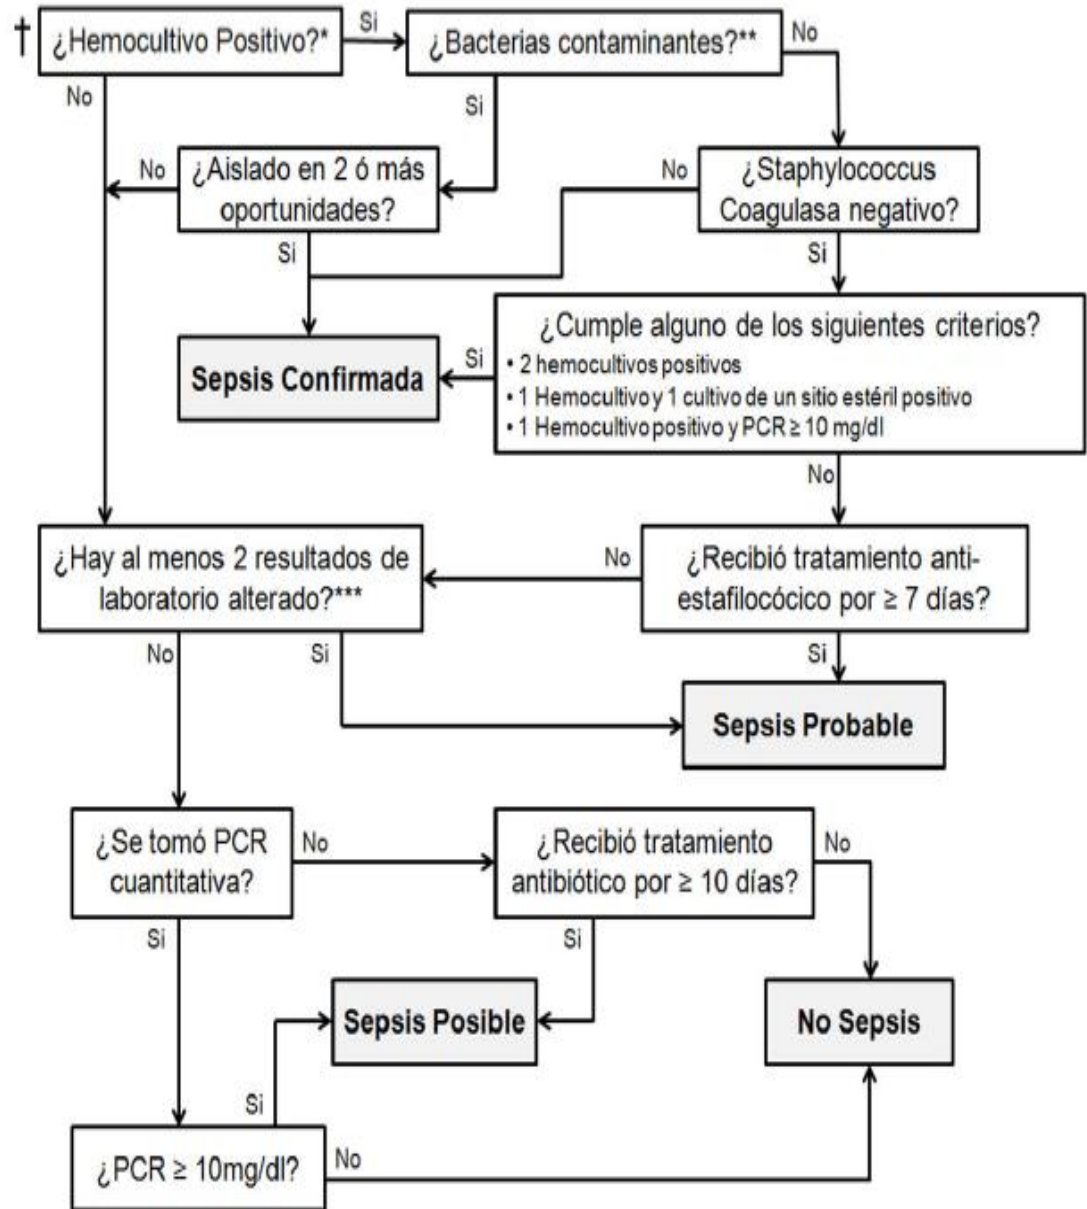 † ¿Hemocultivo Positivo?*
Si
¿Bacterias contaminantes?**
No
No
Si
No
¿Aislado en 2 ó más
oportunidades?
No
¿Staphylococcus
Coagulasa negativo?
Si
Si
¿Cumple alguno de los siguientes criterios?
• 2 hemocultivos positivos
• 1 Hemocultivo y 1 cultivo de un sitio estéril positivo
• 1 Hemocultivo positivo y PCR ≥ 10 mg/dl
Si
Sepsis Confirmada
No
¿Hay al menos 2 resultados de
laboratorio alterado?***
No
¿Recibió tratamiento anti-
estafilocócico por ≥ 7 días?
No
Si
Si
Sepsis Probable
¿Se tomó PCR
cuantitativa?
No
¿Recibió tratamiento
antibiótico por ≥ 10 días?
No
Si
Si
Sepsis Posible
No Sepsis
Si
¿PCR ≥ 10mg/dl?
No